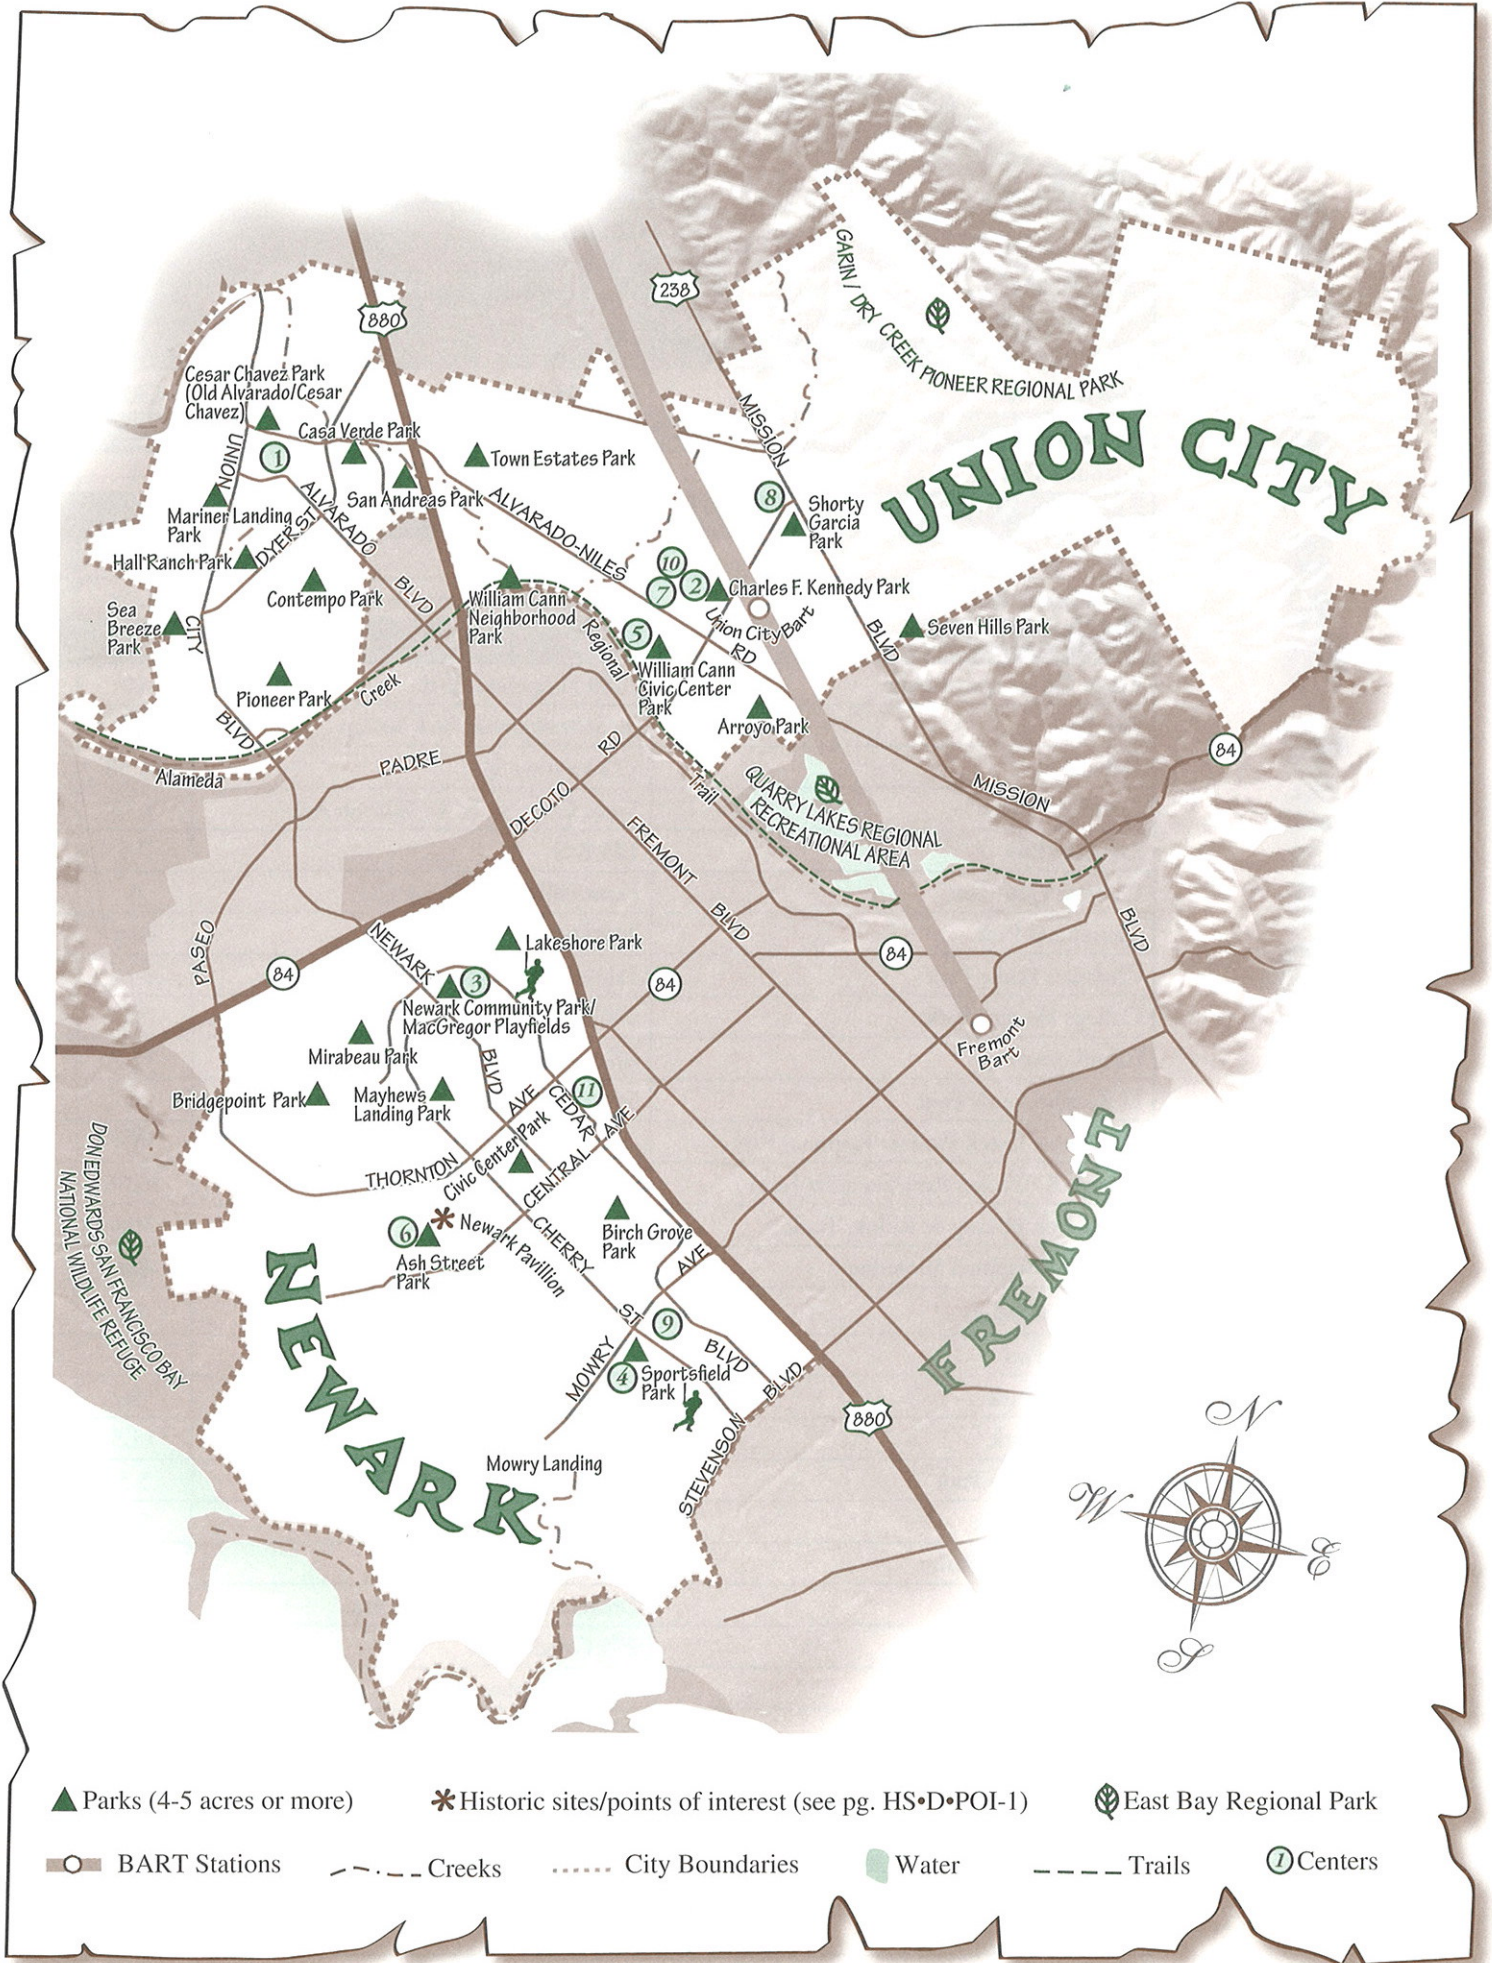 238
880
GARIN / DRY CREEK PIONEER REGIONAL PARK
UNION CITY
Cesar Chavez Park
(Old Alvarado/Cesar
Chavez)
Casa Verde Park
1
Town Estates Park
San Andreas Park
UNION
CITY
BLVD
Mariner Landing
Park
ALVARADO
BLVD
DYER ST
Hall Ranch Park
Contempo Park
Sea
Breeze
Park
Pioneer Park
ALVARADO-NILES
RD
MISSION
BLVD
8
Shorty
Garcia
Park
10
7
2
Charles F. Kennedy Park
Union City Bart
William Cann
Neighborhood
Park
5
William Cann
Civic Center
Park
Seven Hills Park
Arroyo Park
Alameda
Creek
Regional
Trail
QUARRY LAKES REGIONAL
RECREATIONAL AREA
84
MISSION
BLVD
PADRE
PASEO
DECOTO
RD
FREMONT
BLVD
84
84
84
NEWARK
BLVD
Lakeshore Park
3
Newark Community Park/
MacGregor Playfields
Mirabeau Park
Bridgepoint Park
Mayhews
Landing Park
Fremont
Bart
11
CEDAR
BLVD
THORNTON
AVE
CENTRAL
AVE
Civic Center Park
Newark Pavillion
6
Ash Street
Park
CHERRY
ST
Birch Grove
Park
MOWRY
AVE
9
4
Sportsfield
Park
STEVENSON
BLVD
880
Mowry Landing
DON EDWARDS SAN FRANCISCO BAY
NATIONAL WILDLIFE REFUGE
NEWARK
FREMONT
N
W
E
S
Parks (4-5 acres or more)
Historic sites/points of interest (see pg. HS•D•POI-1)
East Bay Regional Park
BART Stations
Creeks
City Boundaries
Water
Trails
1 Centers